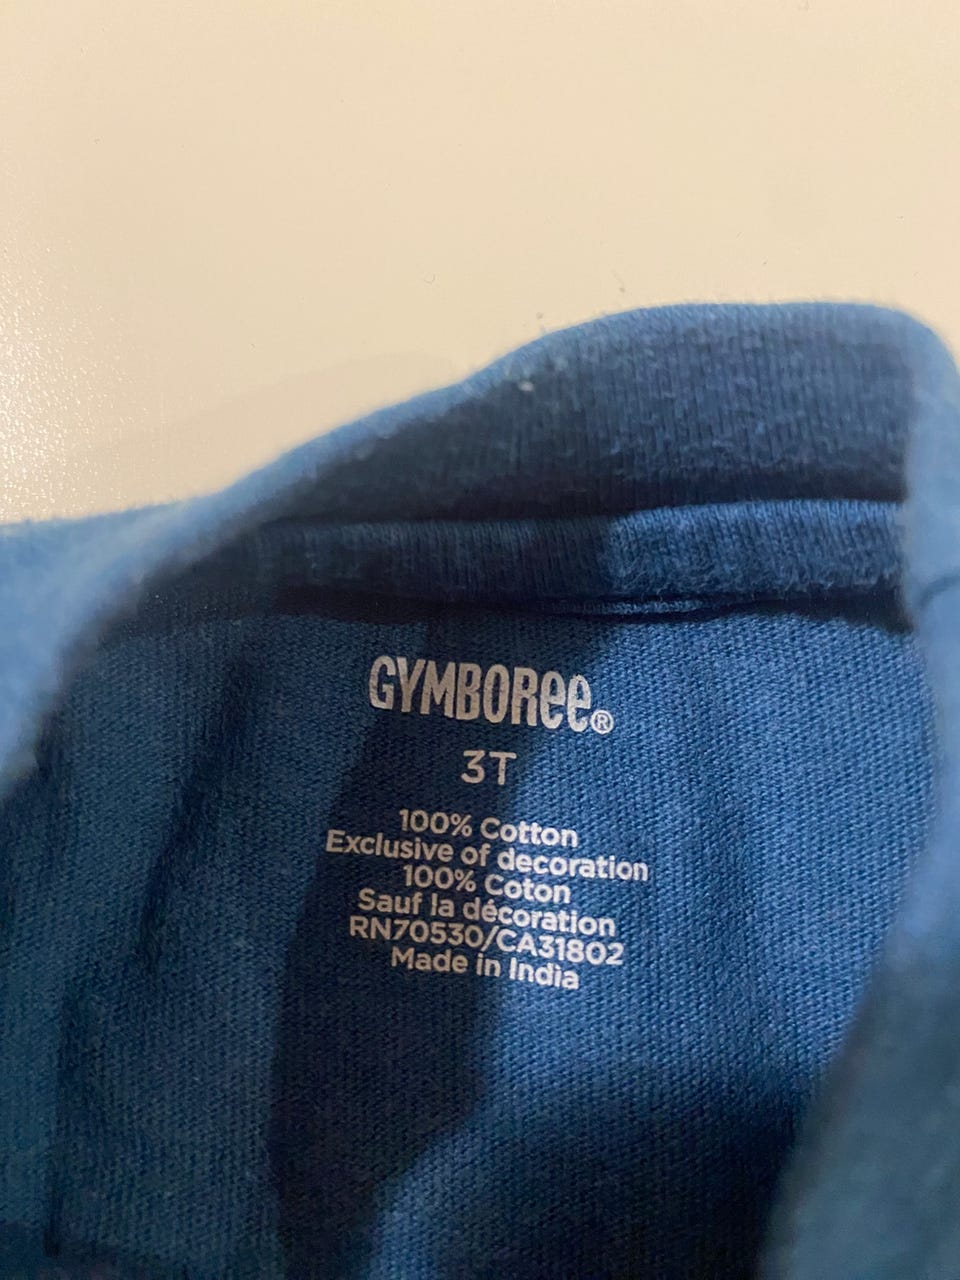 GYMBOREE®
3T
100% Cotton
Exclusive of decoration
100% Coton
Sauf la décoration
RN70530/CA31802
Made in India